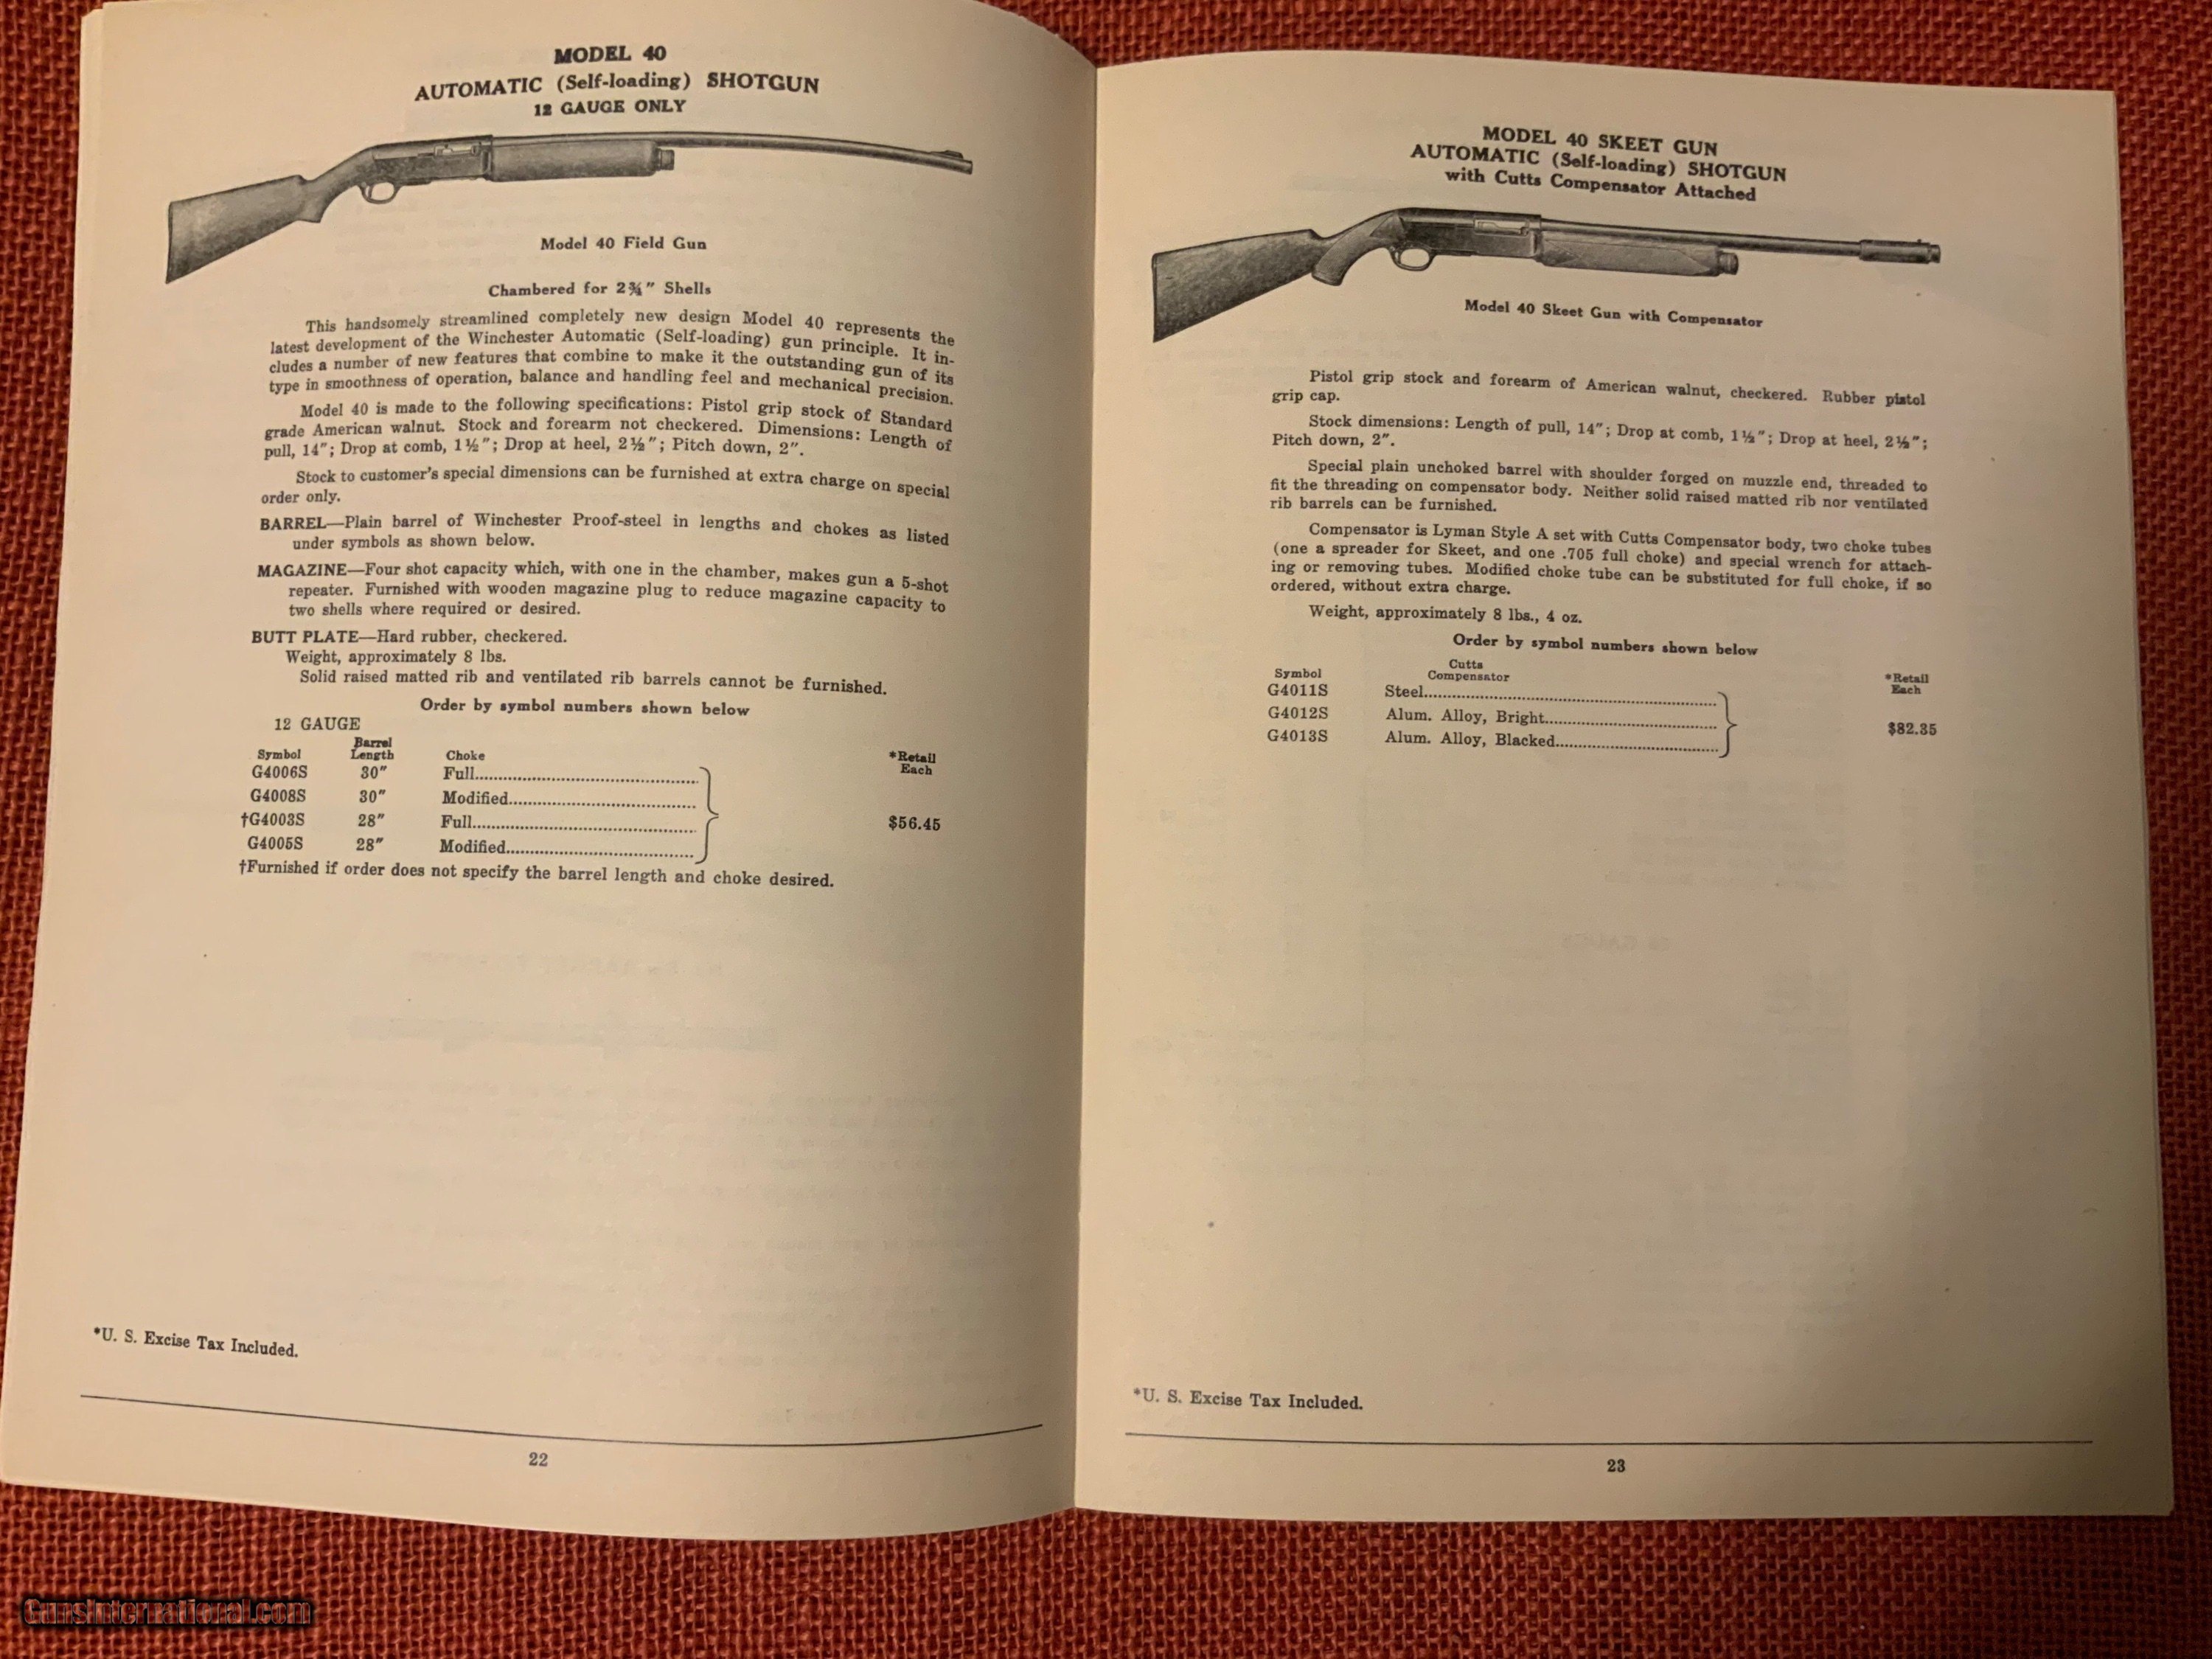 MODEL 40
AUTOMATIC (Self-loading) SHOTGUN
12 GAUGE ONLY
Model 40 Field Gun
Chambered for 2¾″ Shells
This handsomely streamlined completely new design Model 40 represents the
latest development of the Winchester Automatic (Self-loading) gun principle. It in-
cludes a number of new features that combine to make it the outstanding gun of its
type in smoothness of operation, balance and handling feel and mechanical precision.
Model 40 is made to the following specifications: Pistol grip stock of Standard
grade American walnut. Stock and forearm not checkered. Dimensions: Length of
pull, 14″; Drop at comb, 1½″; Drop at heel, 2½″; Pitch down, 2″.
Stock to customer's special dimensions can be furnished at extra charge on special
order only.
BARREL—Plain barrel of Winchester Proof-steel in lengths and chokes as listed
under symbols as shown below.
MAGAZINE—Four shot capacity which, with one in the chamber, makes gun a 5-shot
repeater. Furnished with wooden magazine plug to reduce magazine capacity to
two shells where required or desired.
BUTT PLATE—Hard rubber, checkered.
Weight, approximately 8 lbs.
Solid raised matted rib and ventilated rib barrels cannot be furnished.
Order by symbol numbers shown below
12 GAUGE
Symbol Barrel Length Choke *Retail Each
G4006S 30″ Full
G4008S 30″ Modified
†G4003S 28″ Full $56.45
G4005S 28″ Modified
†Furnished if order does not specify the barrel length and choke desired.
*U. S. Excise Tax Included.
22
MODEL 40 SKEET GUN
AUTOMATIC (Self-loading) SHOTGUN
with Cutts Compensator Attached
Model 40 Skeet Gun with Compensator
Pistol grip stock and forearm of American walnut, checkered. Rubber pistol
grip cap.
Stock dimensions: Length of pull, 14″; Drop at comb, 1½″; Drop at heel, 2½″;
Pitch down, 2″.
Special plain unchoked barrel with shoulder forged on muzzle end, threaded to
fit the threading on compensator body. Neither solid raised matted rib nor ventilated
rib barrels can be furnished.
Compensator is Lyman Style A set with Cutts Compensator body, two choke tubes
(one a spreader for Skeet, and one .705 full choke) and special wrench for attach-
ing or removing tubes. Modified choke tube can be substituted for full choke, if so
ordered, without extra charge.
Weight, approximately 8 lbs., 4 oz.
Order by symbol numbers shown below
Symbol Cutts Compensator *Retail Each
G4011S Steel
G4012S Alum. Alloy, Bright $82.35
G4013S Alum. Alloy, Blacked
*U. S. Excise Tax Included.
23
GunsInternational.com